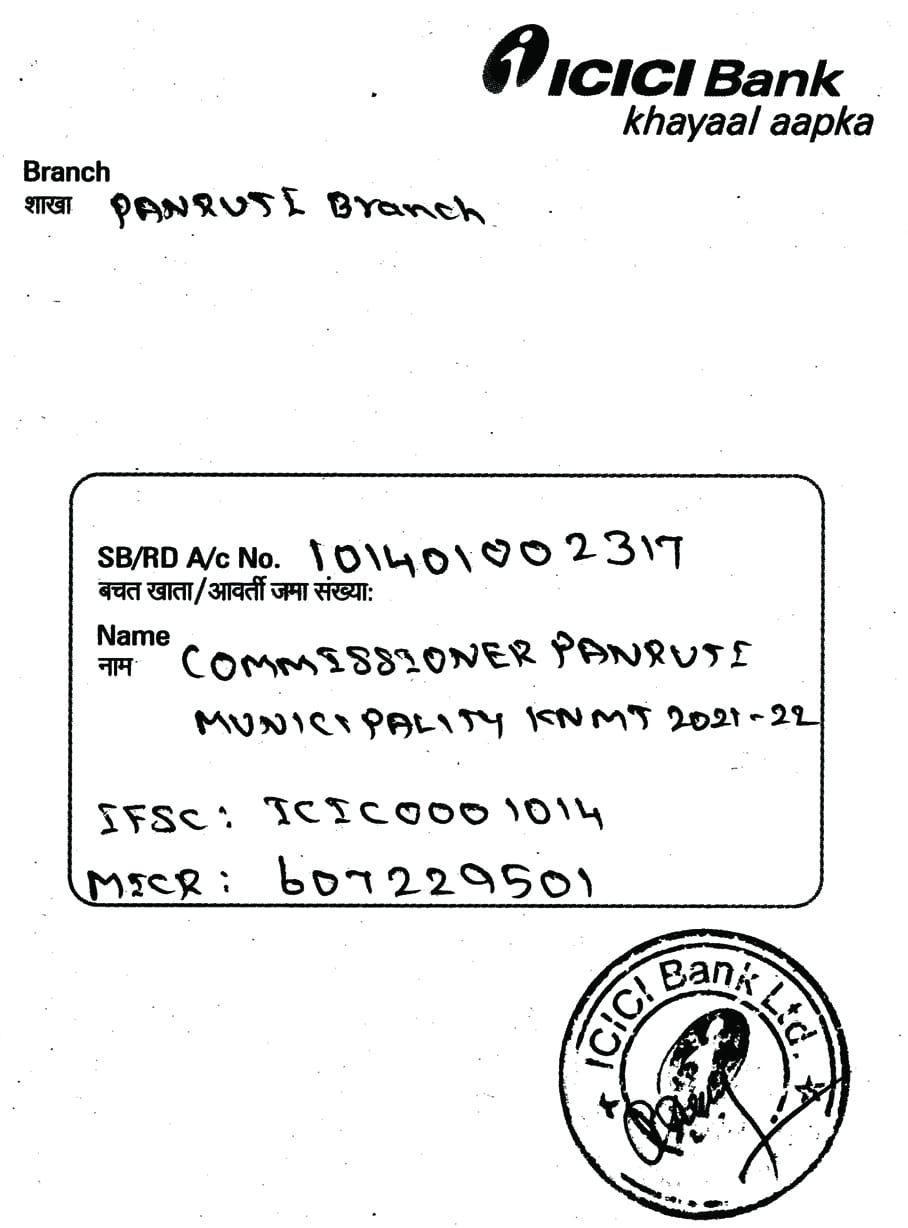 ICICI Bank
khayaal aapka
Branch
शाखा PANRUTI Branch
SB/RD A/c No. 101401002317
बचत खाता/आवर्ती जमा संख्या:
Name
नाम COMMISSIONER PANRUTI
MUNICIPALITY KNMT 2021-22
IFSC: ICIC0001014
MICR: 607229501
ICICI Bank Ltd.